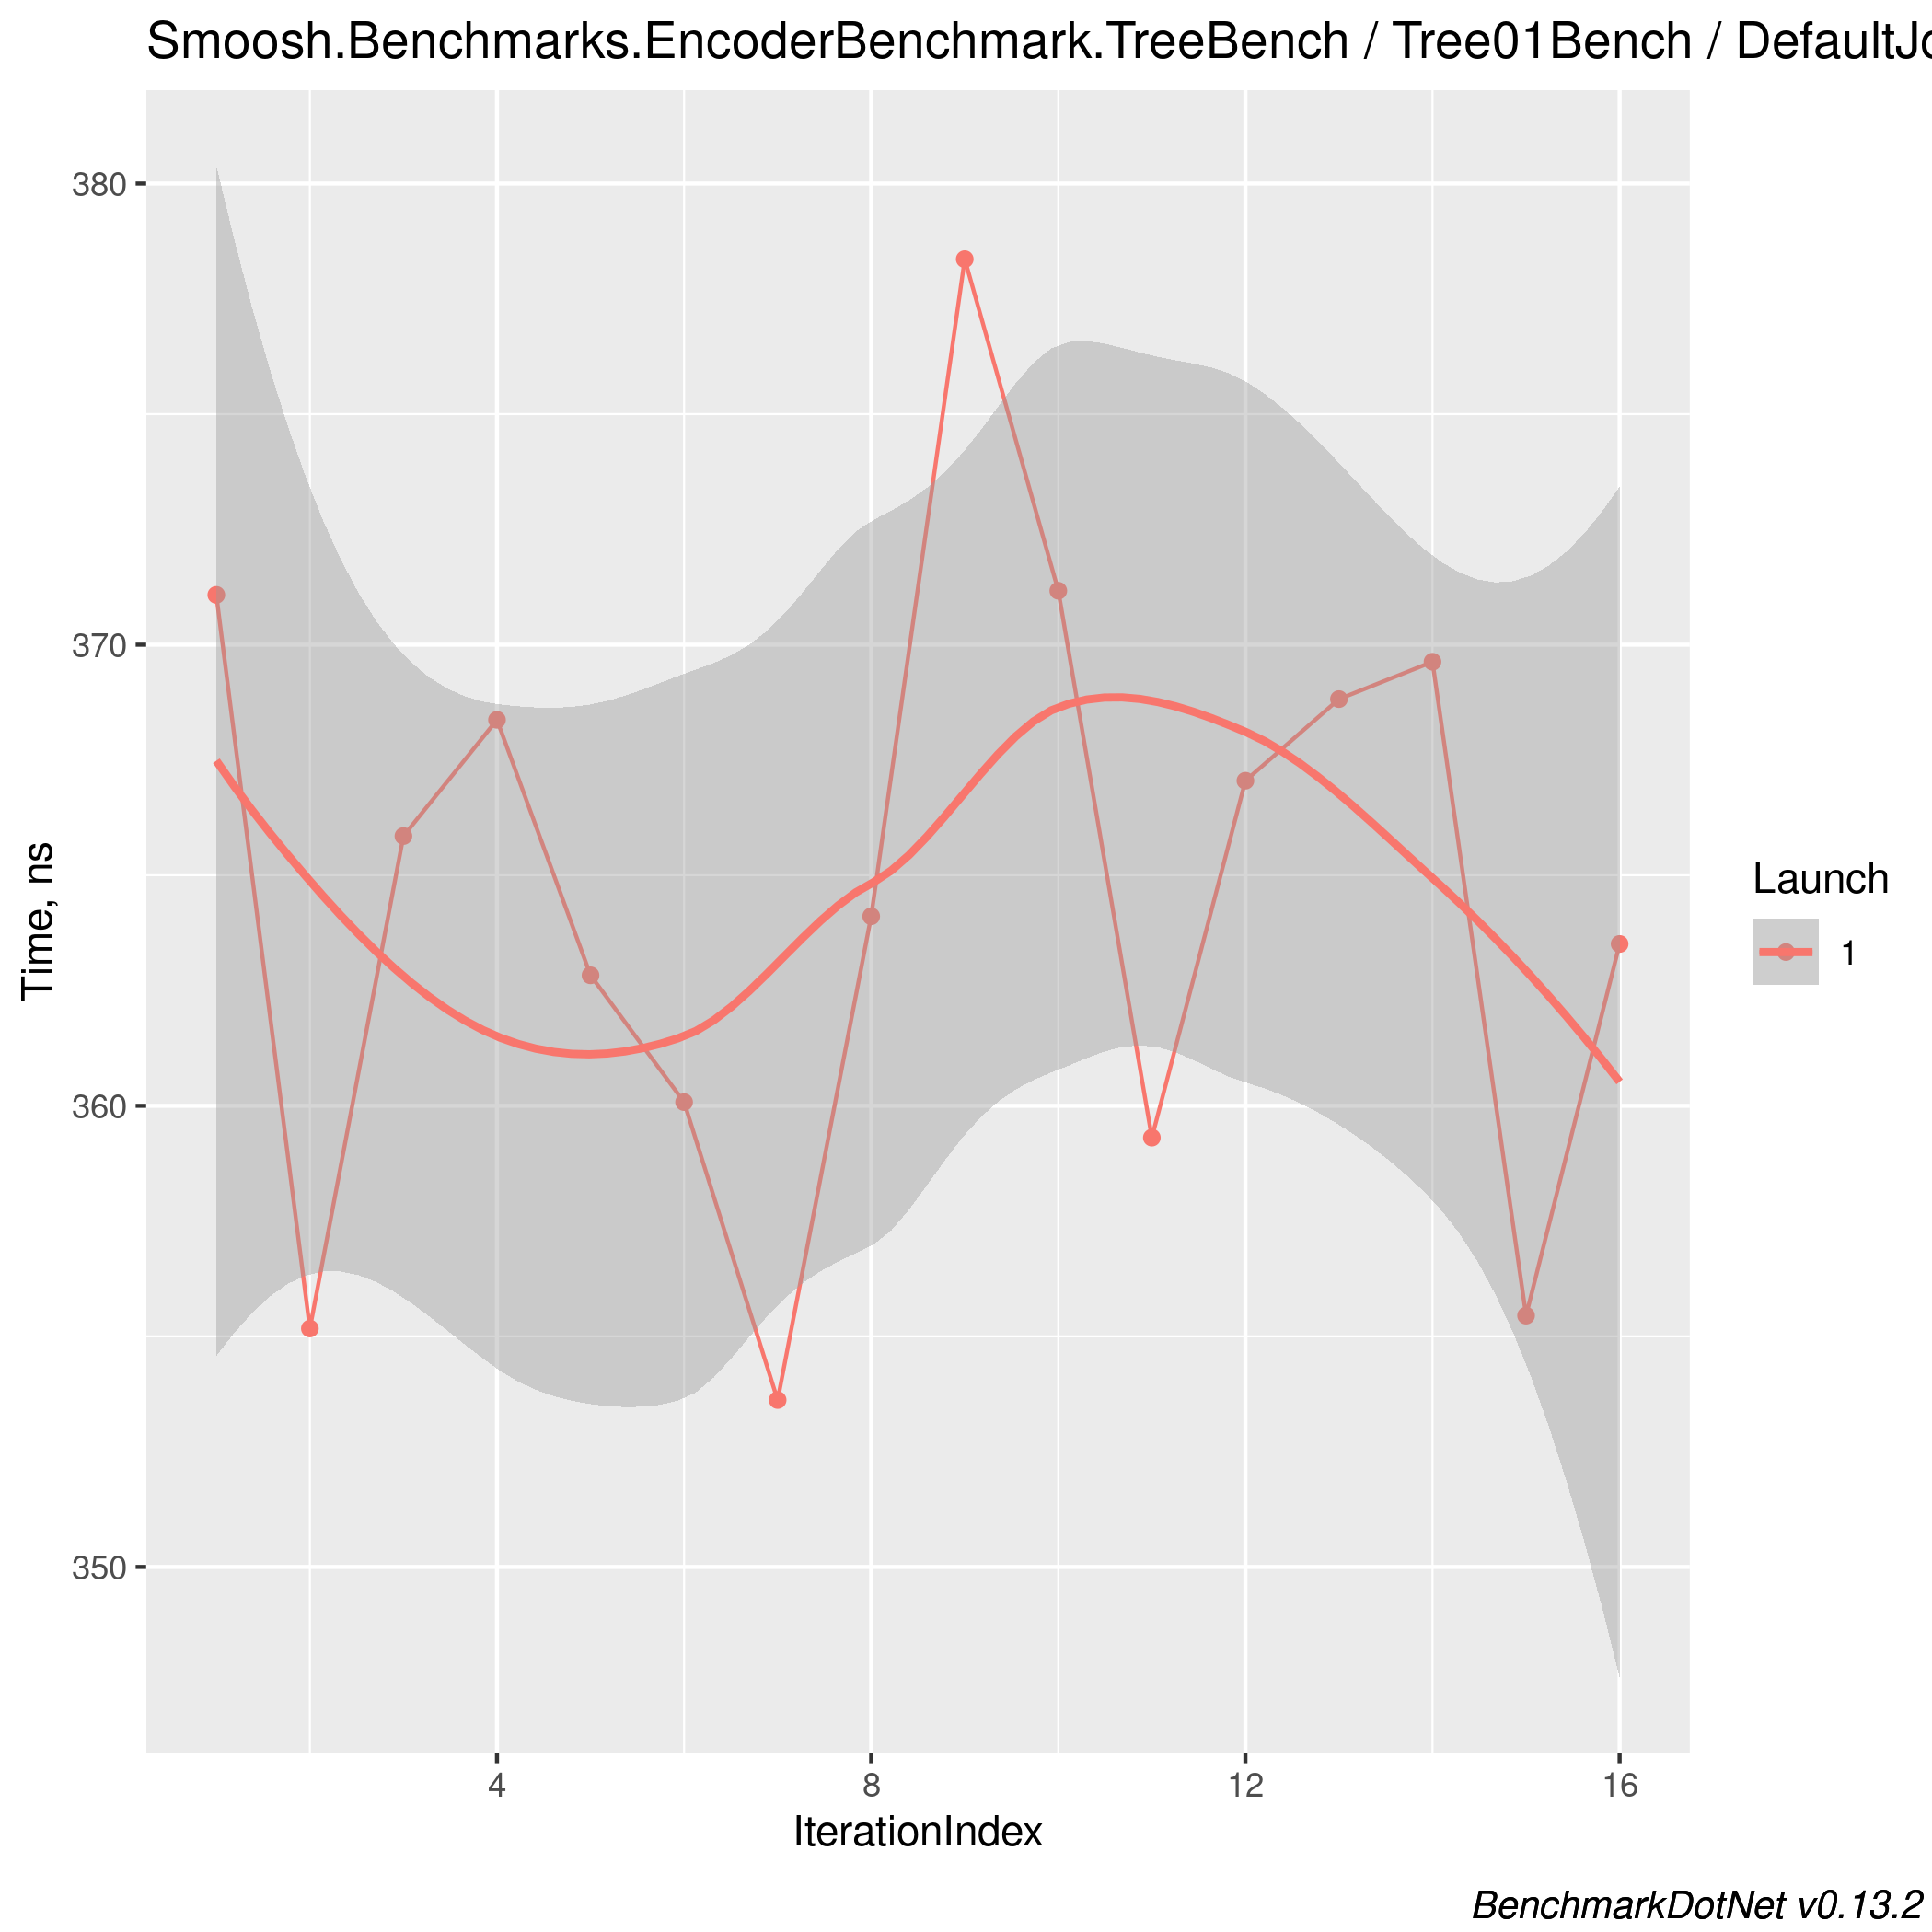 Smoosh.Benchmarks.EncoderBenchmark.TreeBench / Tree01Bench / DefaultJo
380
370
360
350
Time, ns
4 8 12 16
IterationIndex
Launch
1
BenchmarkDotNet v0.13.2